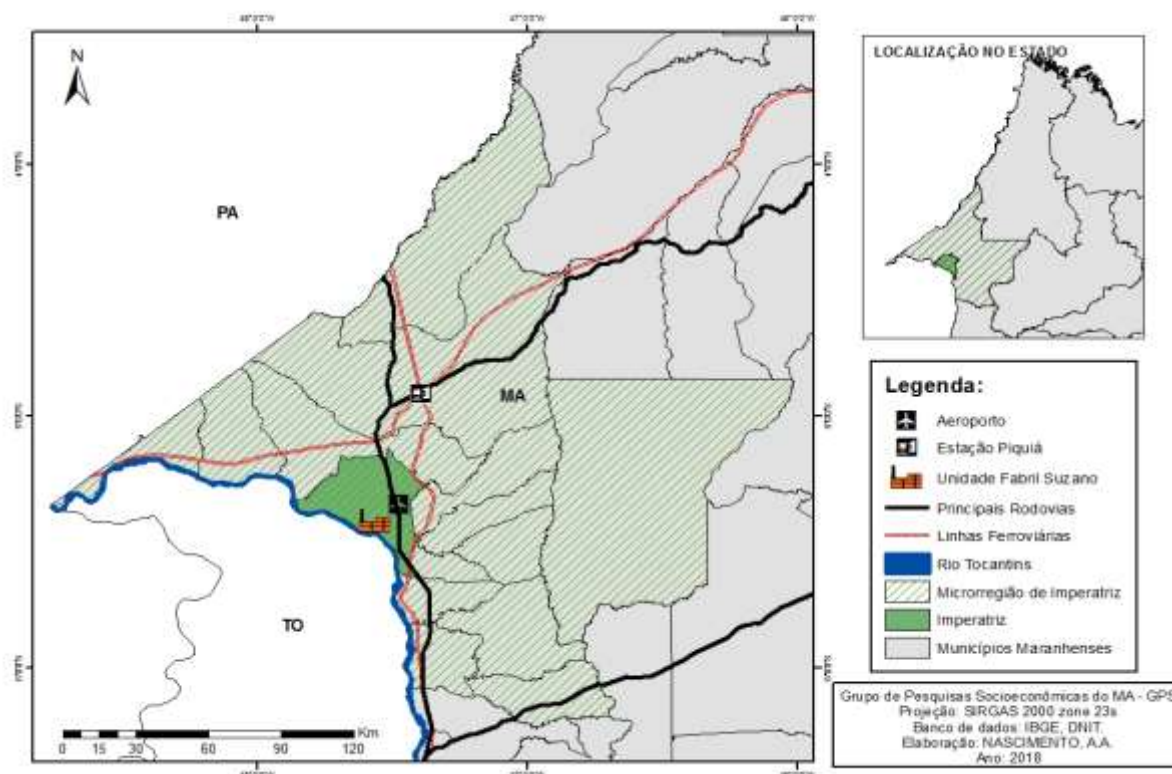 N
PA
MA
TO
Km
0 15 30 60 90 120
LOCALIZAÇÃO NO ESTADO
Legenda:
Aeroporto
Estação Piquiá
Unidade Fabril Suzano
Principais Rodovias
Linhas Ferroviárias
Rio Tocantins
Microrregião de Imperatriz
Imperatriz
Municípios Maranhenses
Grupo de Pesquisas Socioeconômicas do MA - GPS
Projeção: SIRGAS 2000 zone 23s
Banco de dados: IBGE, DNIT.
Elaboração: NASCIMENTO, A.A.
Ano: 2018